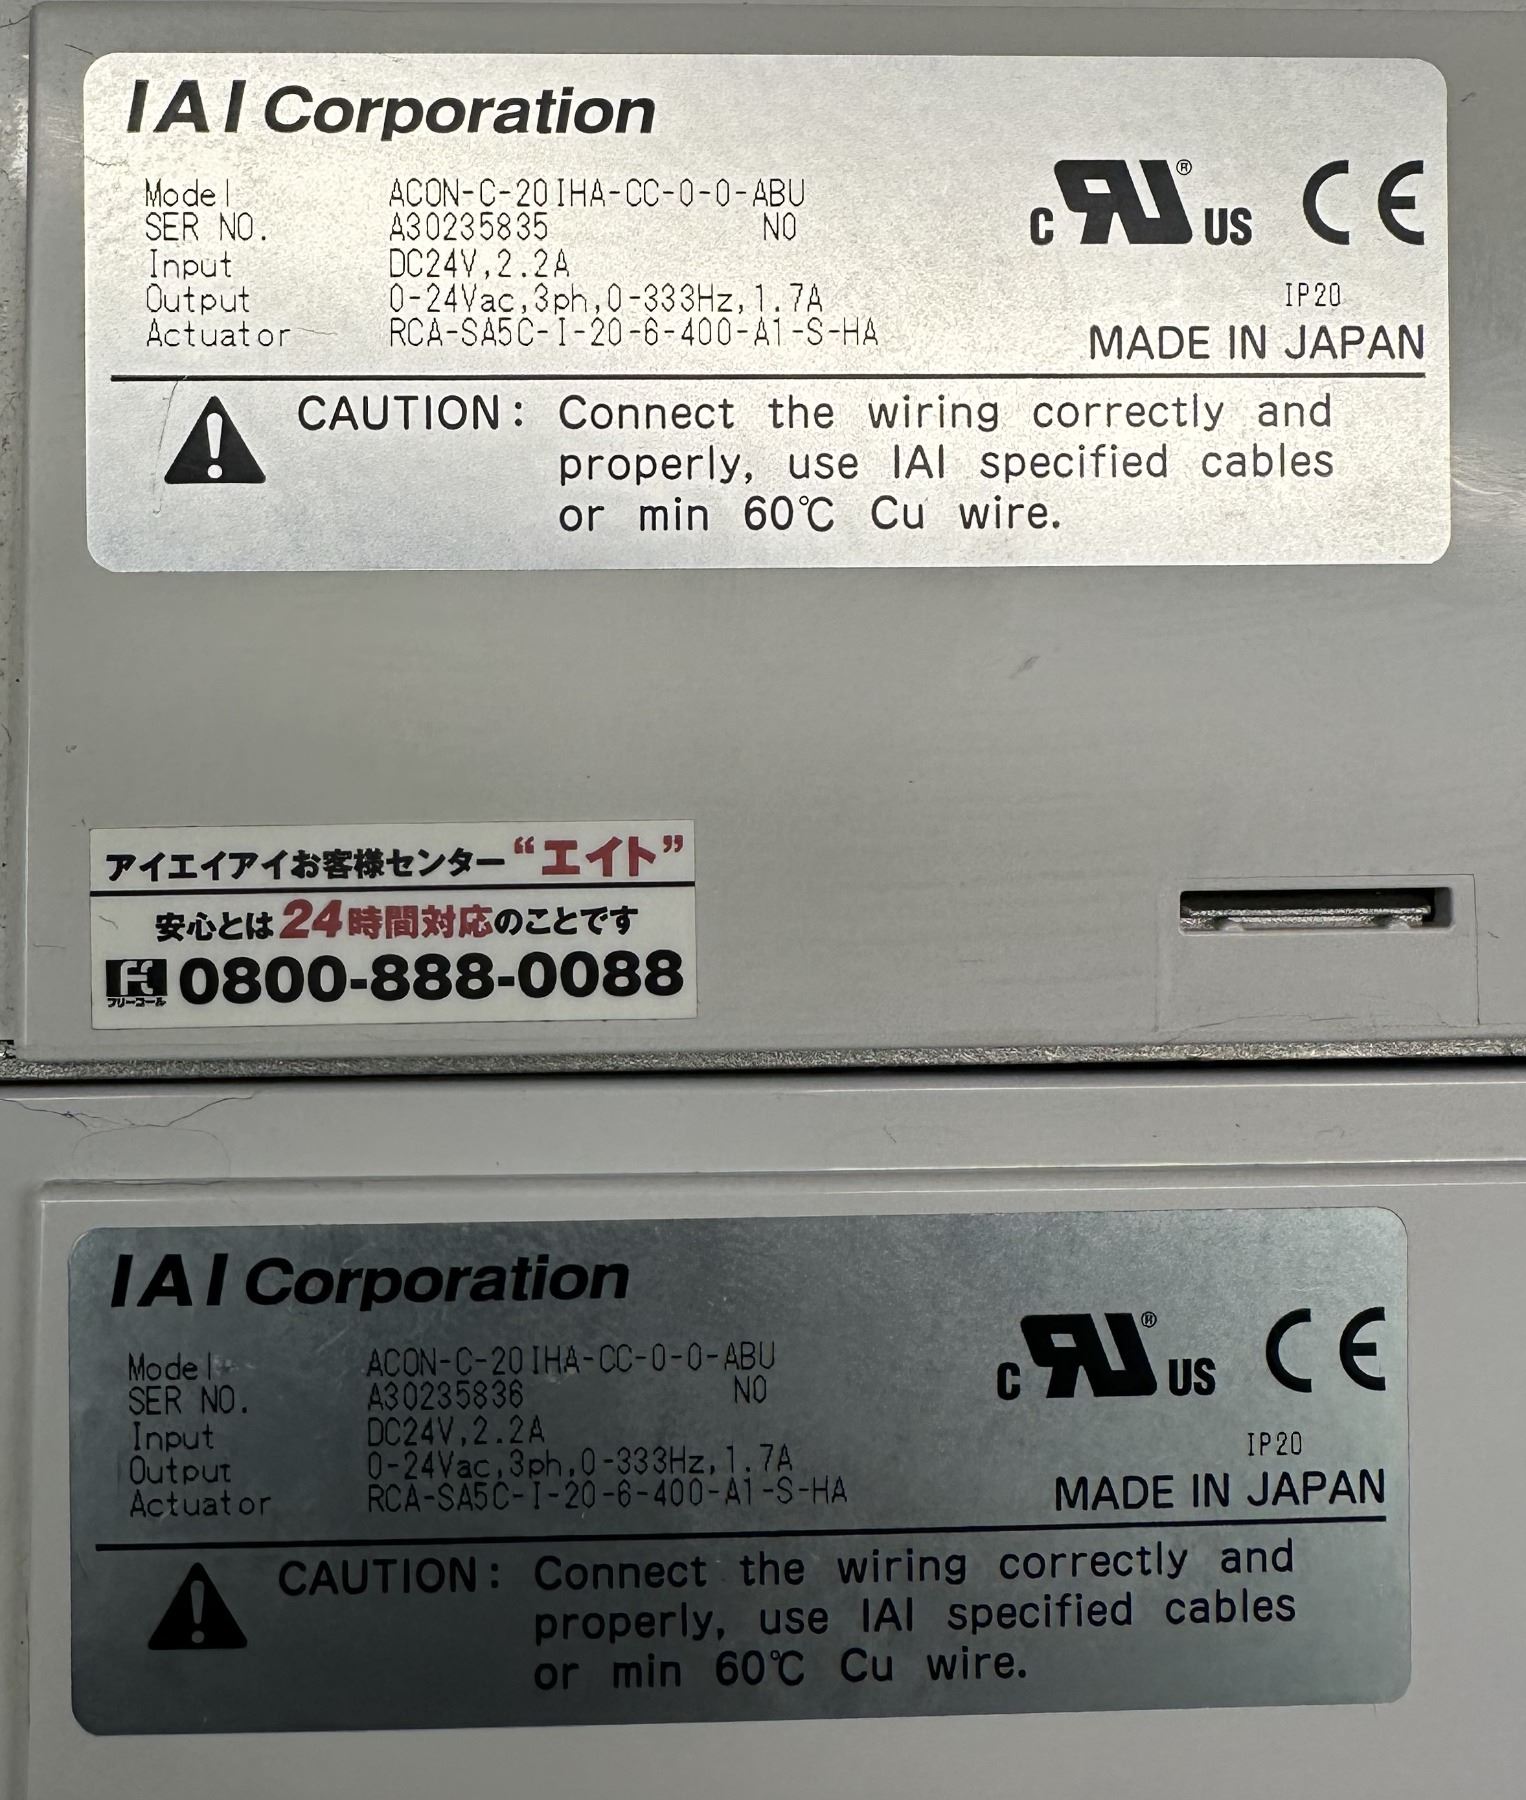 IAI Corporation
Model ACON-C-20IHA-CC-0-0-ABU
SER NO. A30235835 N0
Input DC24V,2.2A
Output 0-24Vac,3ph,0-333Hz,1.7A
Actuator RCA-SA5C-I-20-6-400-A1-S-HA
c RU ® US CE
IP20
MADE IN JAPAN
CAUTION: Connect the wiring correctly and
properly, use IAI specified cables
or min 60℃ Cu wire.
アイエイアイお客様センター“エイト”
安心とは24時間対応のことです
フリーコール 0800-888-0088
IAI Corporation
Model ACON-C-20IHA-CC-0-0-ABU
SER NO. A30235836 N0
Input DC24V,2.2A
Output 0-24Vac,3ph,0-333Hz,1.7A
Actuator RCA-SA5C-I-20-6-400-A1-S-HA
c RU ® US CE
IP20
MADE IN JAPAN
CAUTION: Connect the wiring correctly and
properly, use IAI specified cables
or min 60℃ Cu wire.